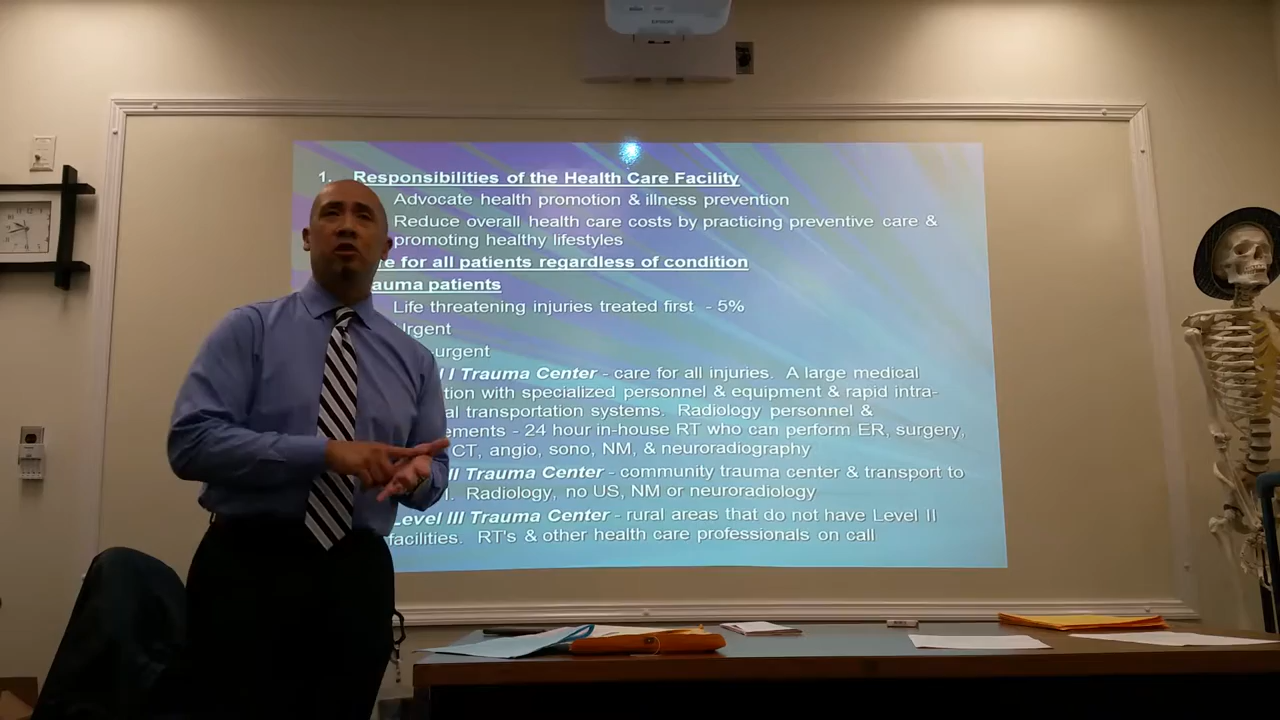 EPSON
1. Responsibilities of the Health Care Facility
Advocate health promotion & illness prevention
Reduce overall health care costs by practicing preventive care &
promoting healthy lifestyles
for all patients regardless of condition
patients
Life threatening injuries treated first - 5%
Urgent
urgent
I Trauma Center - care for all injuries. A large medical
with specialized personnel & equipment & rapid intra-
transportation systems. Radiology personnel &
- 24 hour in-house RT who can perform ER, surgery,
CT, angio, sono, NM, & neuroradiography
II Trauma Center - community trauma center & transport to
I. Radiology, no US, NM or neuroradiology
Level III Trauma Center - rural areas that do not have Level II
facilities. RT's & other health care professionals on call